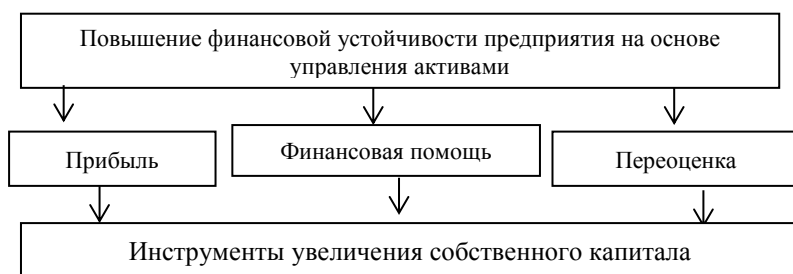 Повышение финансовой устойчивости предприятия на основе
управления активами
Прибыль
Финансовая помощь
Переоценка
Инструменты увеличения собственного капитала